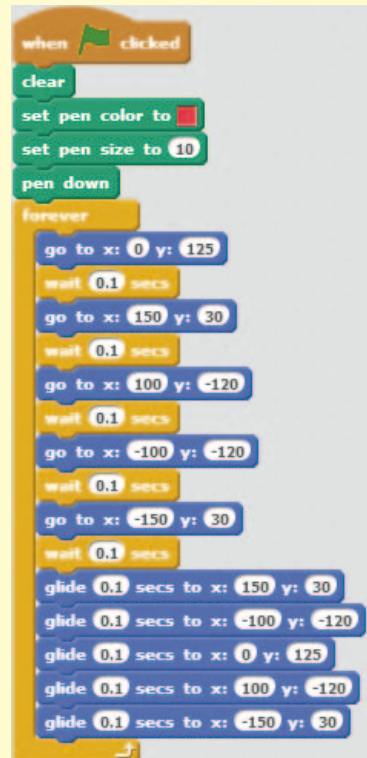 when clicked
clear
set pen color to
set pen size to 10
pen down
forever
go to x: 0 y: 125
wait 0.1 secs
go to x: 150 y: 30
wait 0.1 secs
go to x: 100 y: -120
wait 0.1 secs
go to x: -100 y: -120
wait 0.1 secs
go to x: -150 y: 30
wait 0.1 secs
glide 0.1 secs to x: 150 y: 30
glide 0.1 secs to x: -100 y: -120
glide 0.1 secs to x: 0 y: 125
glide 0.1 secs to x: 100 y: -120
glide 0.1 secs to x: -150 y: 30